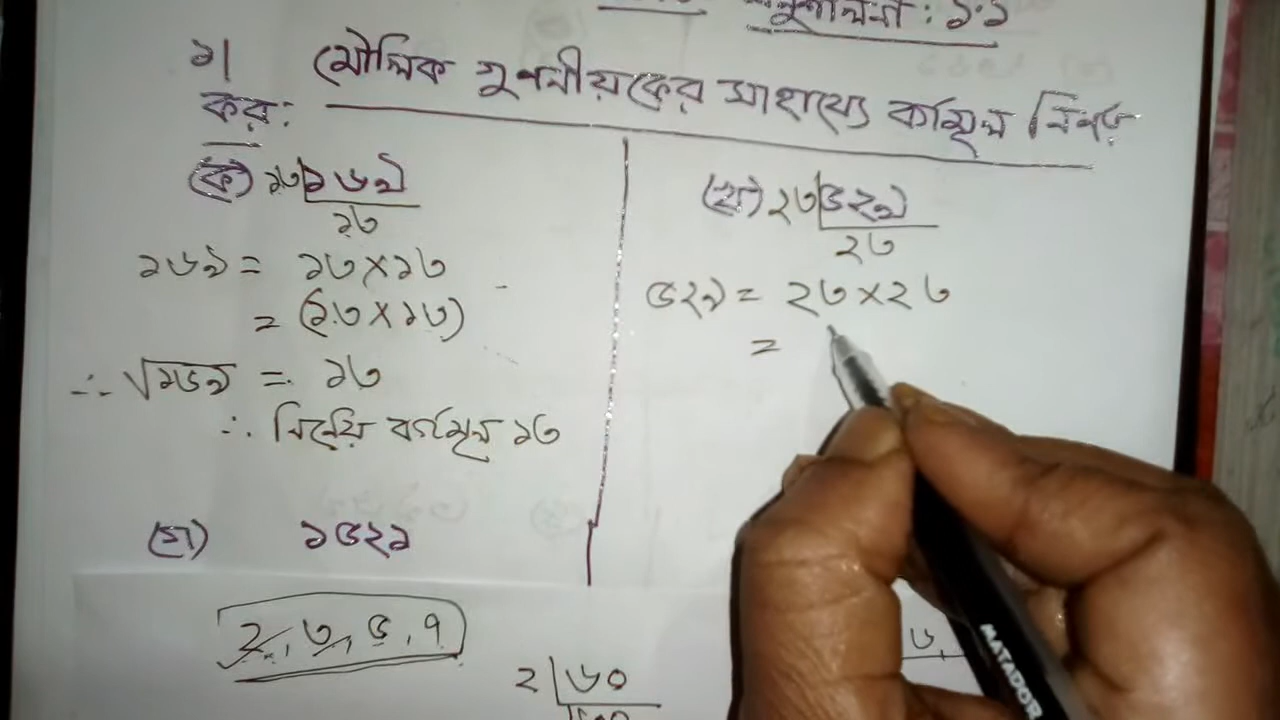 অনুশীলনী : ১.১
১| মৌলিক গুণনীয়কের সাহায্যে বর্গমূল নির্ণয়
কর:
(ক) ১৩|১৬৯
১৩
১৬৯ = ১৩×১৩
= (১৩×১৩)
∴ √১৬৯ = ১৩
∴ নির্ণেয় বর্গমূল ১৩
(খ) ২৩|৫২৯
২৩
৫২৯ = ২৩×২৩
=
(গ) ১৫২১
২, ৩, ৫, ৭
২|৬০
MATADOR